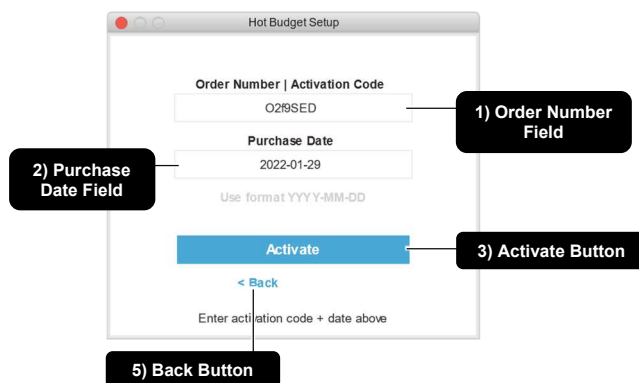 Hot Budget Setup
Order Number | Activation Code
O2f9SED
1) Order Number
Field
Purchase Date
2022-01-29
2) Purchase
Date Field
Use format YYYY-MM-DD
Activate
3) Activate Button
< Back
Enter activation code + date above
5) Back Button